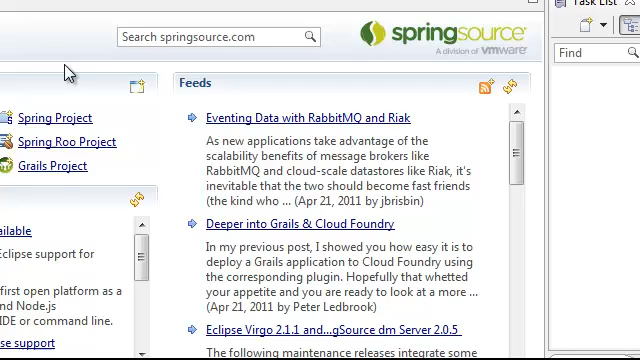 Task List
Search springsource.com
springsource
A division of vmware
Find
Feeds
Spring Project
Spring Roo Project
Grails Project
Eventing Data with RabbitMQ and Riak
As new applications take advantage of the
scalability benefits of message brokers like
RabbitMQ and cloud-scale datastores like Riak, it's
inevitable that the two should become fast friends
(the kind who ... (Apr 21, 2011 by jbrisbin)
Deeper into Grails & Cloud Foundry
In my previous post, I showed you how easy it is to
deploy a Grails application to Cloud Foundry using
the corresponding plugin. Hopefully that whetted
your appetite and you are ready to look at a more ...
(Apr 21, 2011 by Peter Ledbrook)
Eclipse Virgo 2.1.1 and...gSource dm Server 2.0.5
The following maintenance releases integrate some
ailable
Eclipse support for
first open platform as a
nd Node.js
IDE or command line.
use support